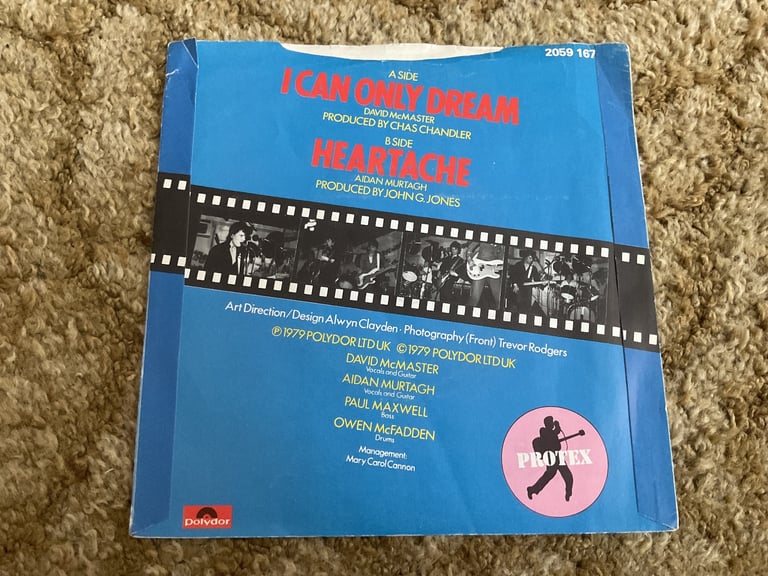 2059 167
A SIDE
I CAN ONLY DREAM
DAVID McMASTER
PRODUCED BY CHAS CHANDLER
B SIDE
HEARTACHE
AIDAN MURTAGH
PRODUCED BY JOHN G. JONES
Art Direction/Design Alwyn Clayden · Photography (Front) Trevor Rodgers
℗1979 POLYDOR LTD UK ©1979 POLYDOR LTD UK
DAVID McMASTER
Vocals and Guitar
AIDAN MURTAGH
Vocals and Guitar
PAUL MAXWELL
Bass
OWEN McFADDEN
Drums
Management:
Mary Carol Cannon
PROTEX
polydor